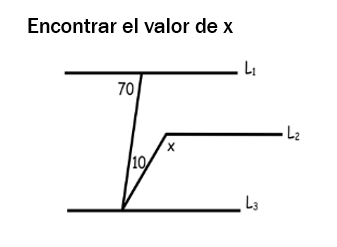 Encontrar el valor de x
L₁
70
L₂
x
10
L₃